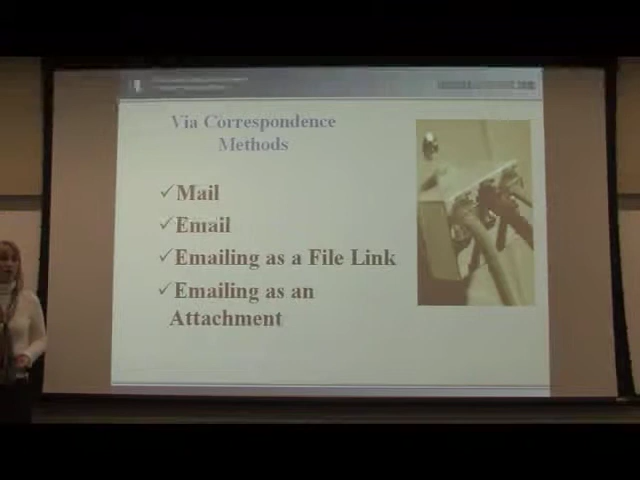 Via Correspondence
Methods
✓Mail
✓Email
✓Emailing as a File Link
✓Emailing as an
Attachment